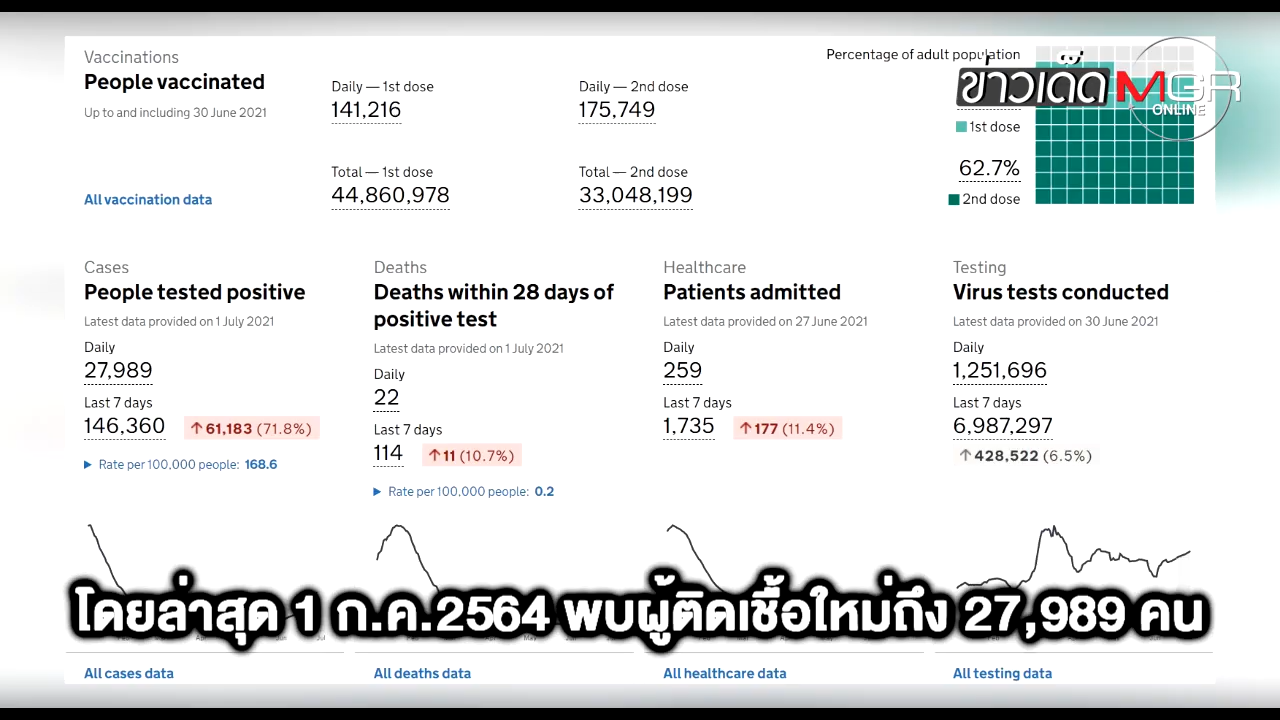 Vaccinations
People vaccinated
Up to and including 30 June 2021
All vaccination data
Daily — 1st dose
141,216
Total — 1st dose
44,860,978
Daily — 2nd dose
175,749
Total — 2nd dose
33,048,199
Percentage of adult population
1st dose
62.7%
2nd dose
ข่าวเด็ด MGR
ONLINE
Cases
People tested positive
Latest data provided on 1 July 2021
Daily
27,989
Last 7 days
146,360 ↑ 61,183 (71.8%)
▶ Rate per 100,000 people: 168.6
Deaths
Deaths within 28 days of
positive test
Latest data provided on 1 July 2021
Daily
22
Last 7 days
114 ↑ 11 (10.7%)
▶ Rate per 100,000 people: 0.2
Healthcare
Patients admitted
Latest data provided on 27 June 2021
Daily
259
Last 7 days
1,735 ↑ 177 (11.4%)
Testing
Virus tests conducted
Latest data provided on 30 June 2021
Daily
1,251,696
Last 7 days
6,987,297
↑ 428,522 (6.5%)
โดยล่าสุด 1 ก.ค.2564 พบผู้ติดเชื้อใหม่ถึง 27,989 คน
All cases data
All deaths data
All healthcare data
All testing data